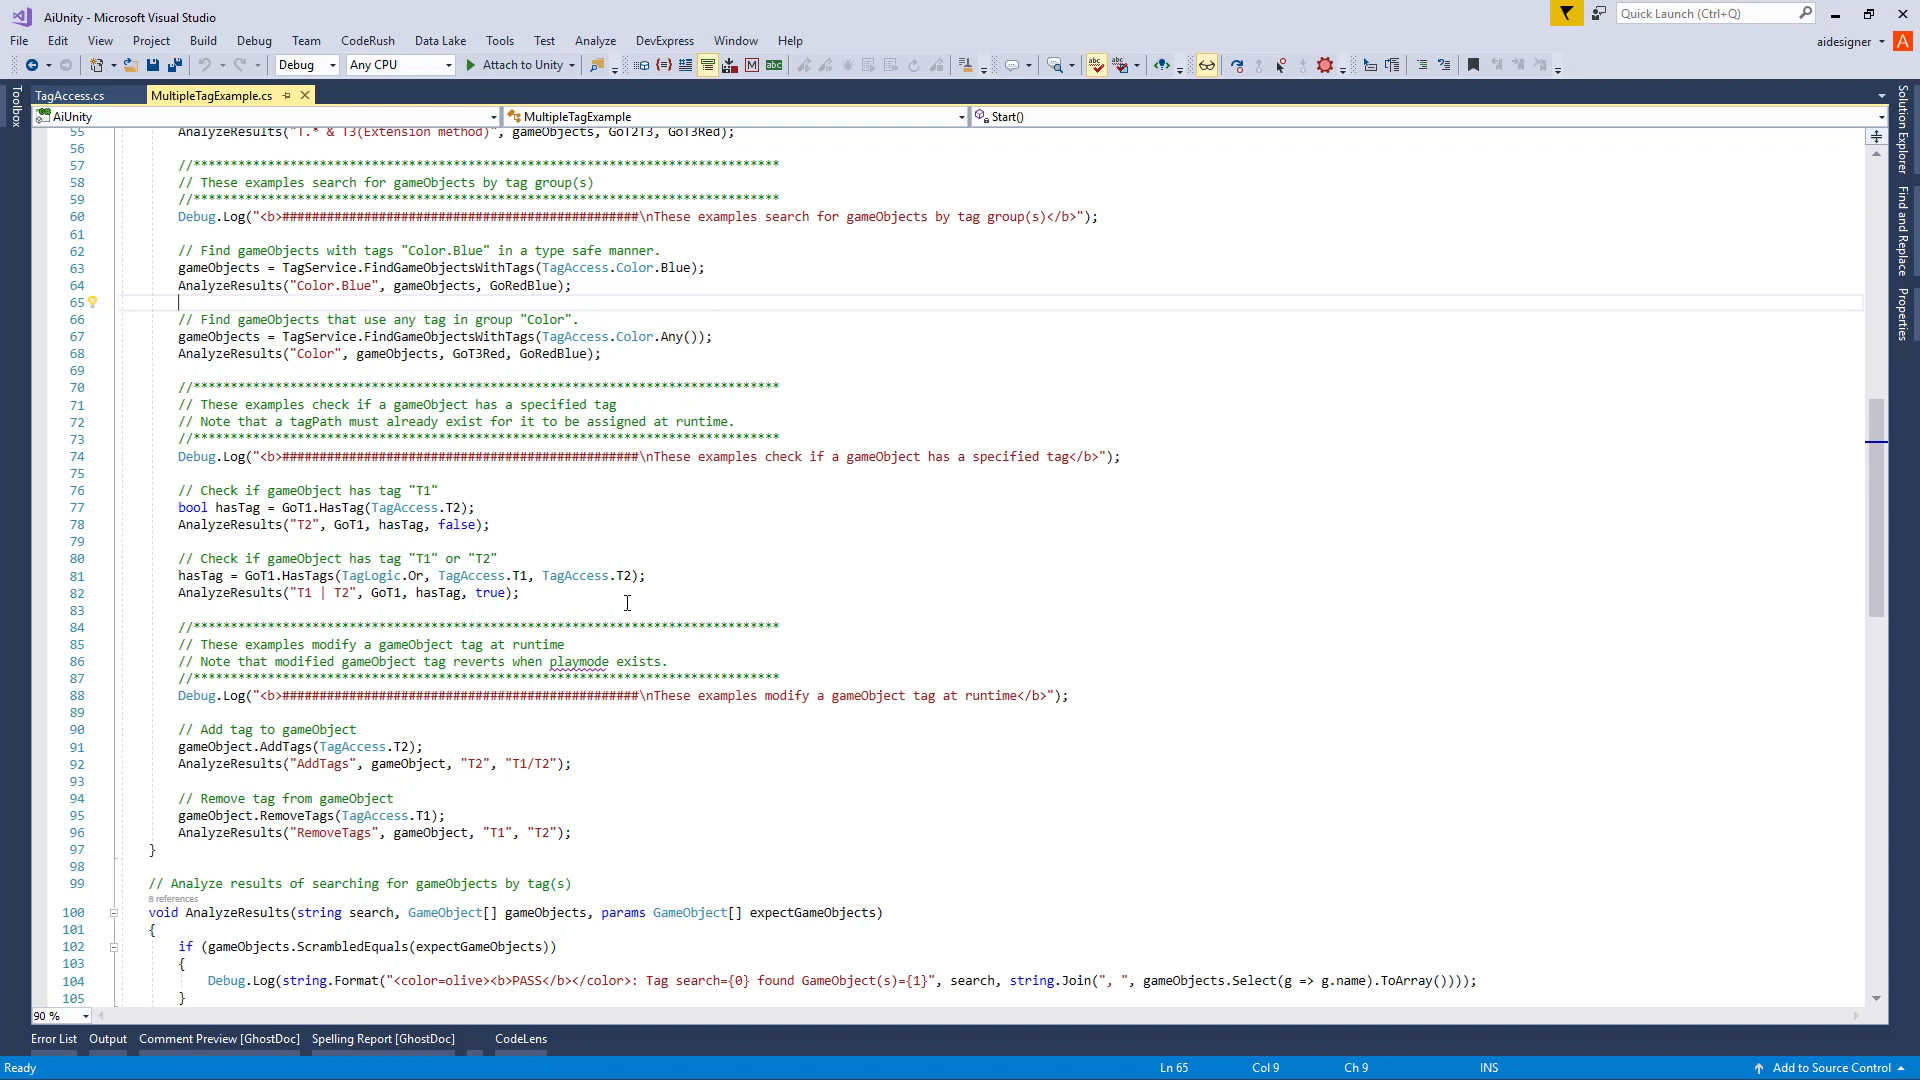 AiUnity - Microsoft Visual Studio
Quick Launch (Ctrl+Q)
File Edit View Project Build Debug Team CodeRush Data Lake Tools Test Analyze DevExpress Window Help
aidesigner A
Debug Any CPU Attach to Unity
TagAccess.cs MultipleTagExample.cs
AiUnity MultipleTagExample Start()
Toolbox
Solution Explorer
Find and Replace
Properties
55 AnalyzeResults("T.* & T3(Extension method)", gameObjects, GoT2T3, GoT3Red);
56
57 //*******************************************************************************
58 // These examples search for gameObjects by tag group(s)
59 //*******************************************************************************
60 Debug.Log("<b>################################################\nThese examples search for gameObjects by tag group(s)</b>");
61
62 // Find gameObjects with tags "Color.Blue" in a type safe manner.
63 gameObjects = TagService.FindGameObjectsWithTags(TagAccess.Color.Blue);
64 AnalyzeResults("Color.Blue", gameObjects, GoRedBlue);
65
66 // Find gameObjects that use any tag in group "Color".
67 gameObjects = TagService.FindGameObjectsWithTags(TagAccess.Color.Any());
68 AnalyzeResults("Color", gameObjects, GoT3Red, GoRedBlue);
69
70 //*******************************************************************************
71 // These examples check if a gameObject has a specified tag
72 // Note that a tagPath must already exist for it to be assigned at runtime.
73 //*******************************************************************************
74 Debug.Log("<b>################################################\nThese examples check if a gameObject has a specified tag</b>");
75
76 // Check if gameObject has tag "T1"
77 bool hasTag = GoT1.HasTag(TagAccess.T2);
78 AnalyzeResults("T2", GoT1, hasTag, false);
79
80 // Check if gameObject has tag "T1" or "T2"
81 hasTag = GoT1.HasTags(TagLogic.Or, TagAccess.T1, TagAccess.T2);
82 AnalyzeResults("T1 | T2", GoT1, hasTag, true);
83
84 //*******************************************************************************
85 // These examples modify a gameObject tag at runtime
86 // Note that modified gameObject tag reverts when playmode exists.
87 //*******************************************************************************
88 Debug.Log("<b>################################################\nThese examples modify a gameObject tag at runtime</b>");
89
90 // Add tag to gameObject
91 gameObject.AddTags(TagAccess.T2);
92 AnalyzeResults("AddTags", gameObject, "T2", "T1/T2");
93
94 // Remove tag from gameObject
95 gameObject.RemoveTags(TagAccess.T1);
96 AnalyzeResults("RemoveTags", gameObject, "T1", "T2");
97 }
98
99 // Analyze results of searching for gameObjects by tag(s)
8 references
100 void AnalyzeResults(string search, GameObject[] gameObjects, params GameObject[] expectGameObjects)
101 {
102 if (gameObjects.ScrambledEquals(expectGameObjects))
103 {
104 Debug.Log(string.Format("<color=olive><b>PASS</b></color>: Tag search={0} found GameObject(s)={1}", search, string.Join(", ", gameObjects.Select(g => g.name).ToArray())));
105 }
90 %
Error List Output Comment Preview [GhostDoc] Spelling Report [GhostDoc] CodeLens
Ready Ln 65 Col 9 Ch 9 INS Add to Source Control